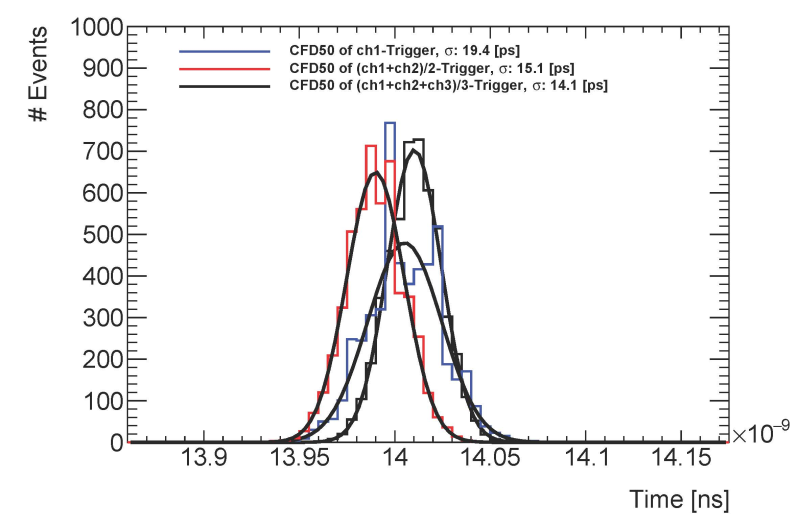 # Events
1000
900
800
700
600
500
400
300
200
100
0
CFD50 of ch1-Trigger, σ: 19.4 [ps]
CFD50 of (ch1+ch2)/2-Trigger, σ: 15.1 [ps]
CFD50 of (ch1+ch2+ch3)/3-Trigger, σ: 14.1 [ps]
13.9 13.95 14 14.05 14.1 14.15
×10⁻⁹
Time [ns]